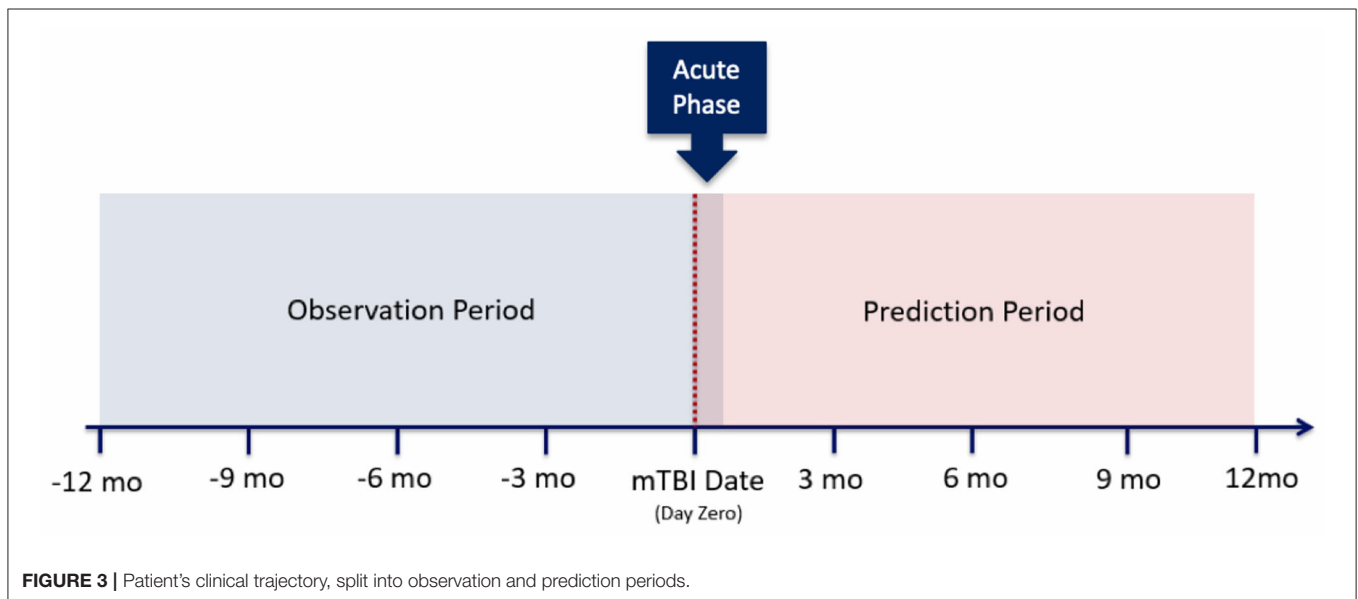 Acute
Phase
Observation Period
Prediction Period
-12 mo
-9 mo
-6 mo
-3 mo
mTBI Date
(Day Zero)
3 mo
6 mo
9 mo
12mo
FIGURE 3 | Patient's clinical trajectory, split into observation and prediction periods.